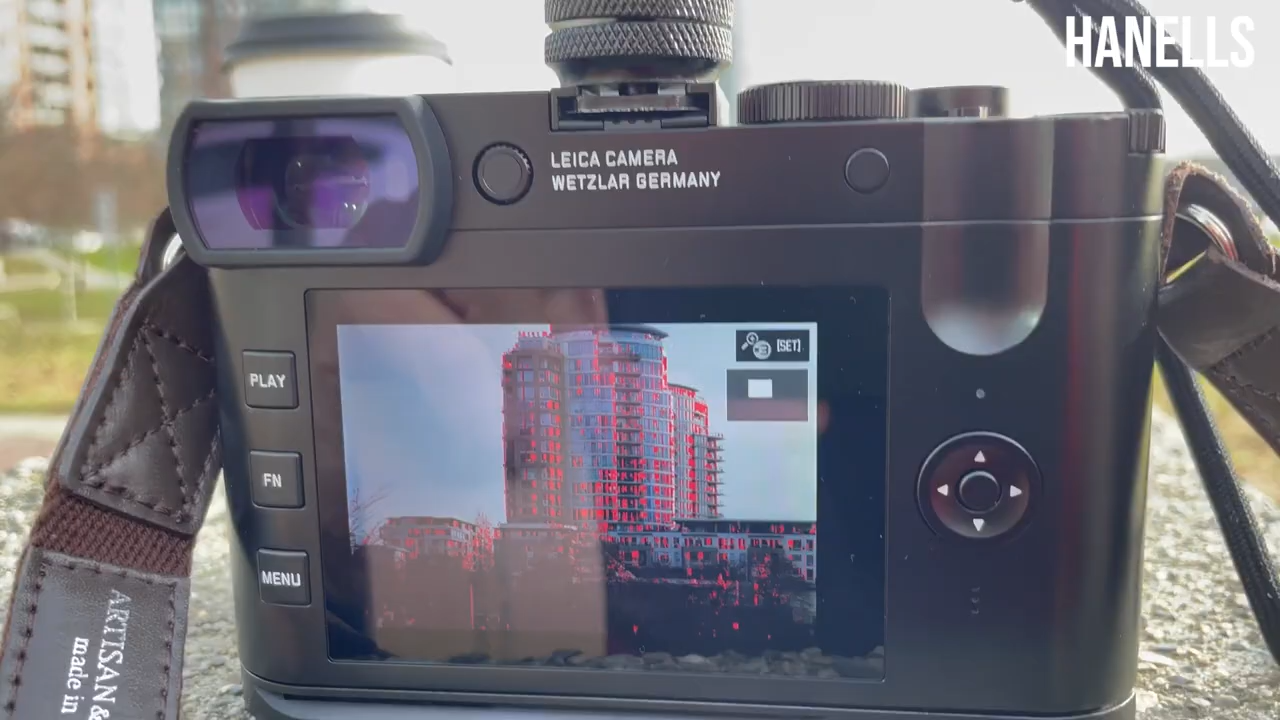 HANELLS
LEICA CAMERA
WETZLAR GERMANY
[SET]
PLAY
FN
MENU
ARTISAN &
made in